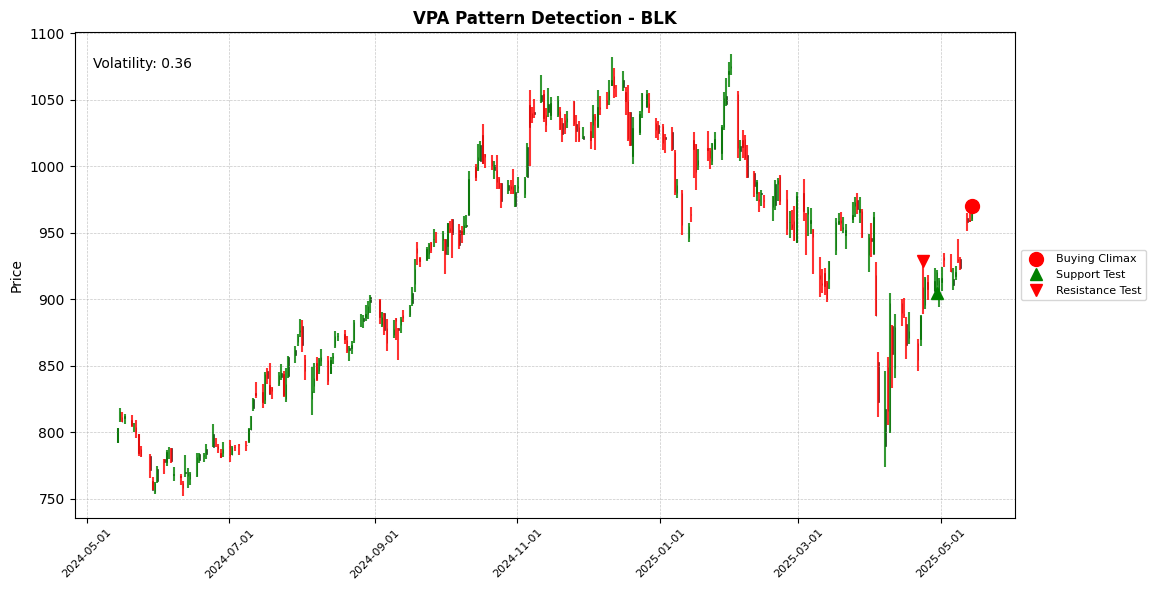 VPA Pattern Detection - BLK
Volatility: 0.36
Price
1100
1050
1000
950
900
850
800
750
2024-05-01
2024-07-01
2024-09-01
2024-11-01
2025-01-01
2025-03-01
2025-05-01
Buying Climax
Support Test
Resistance Test